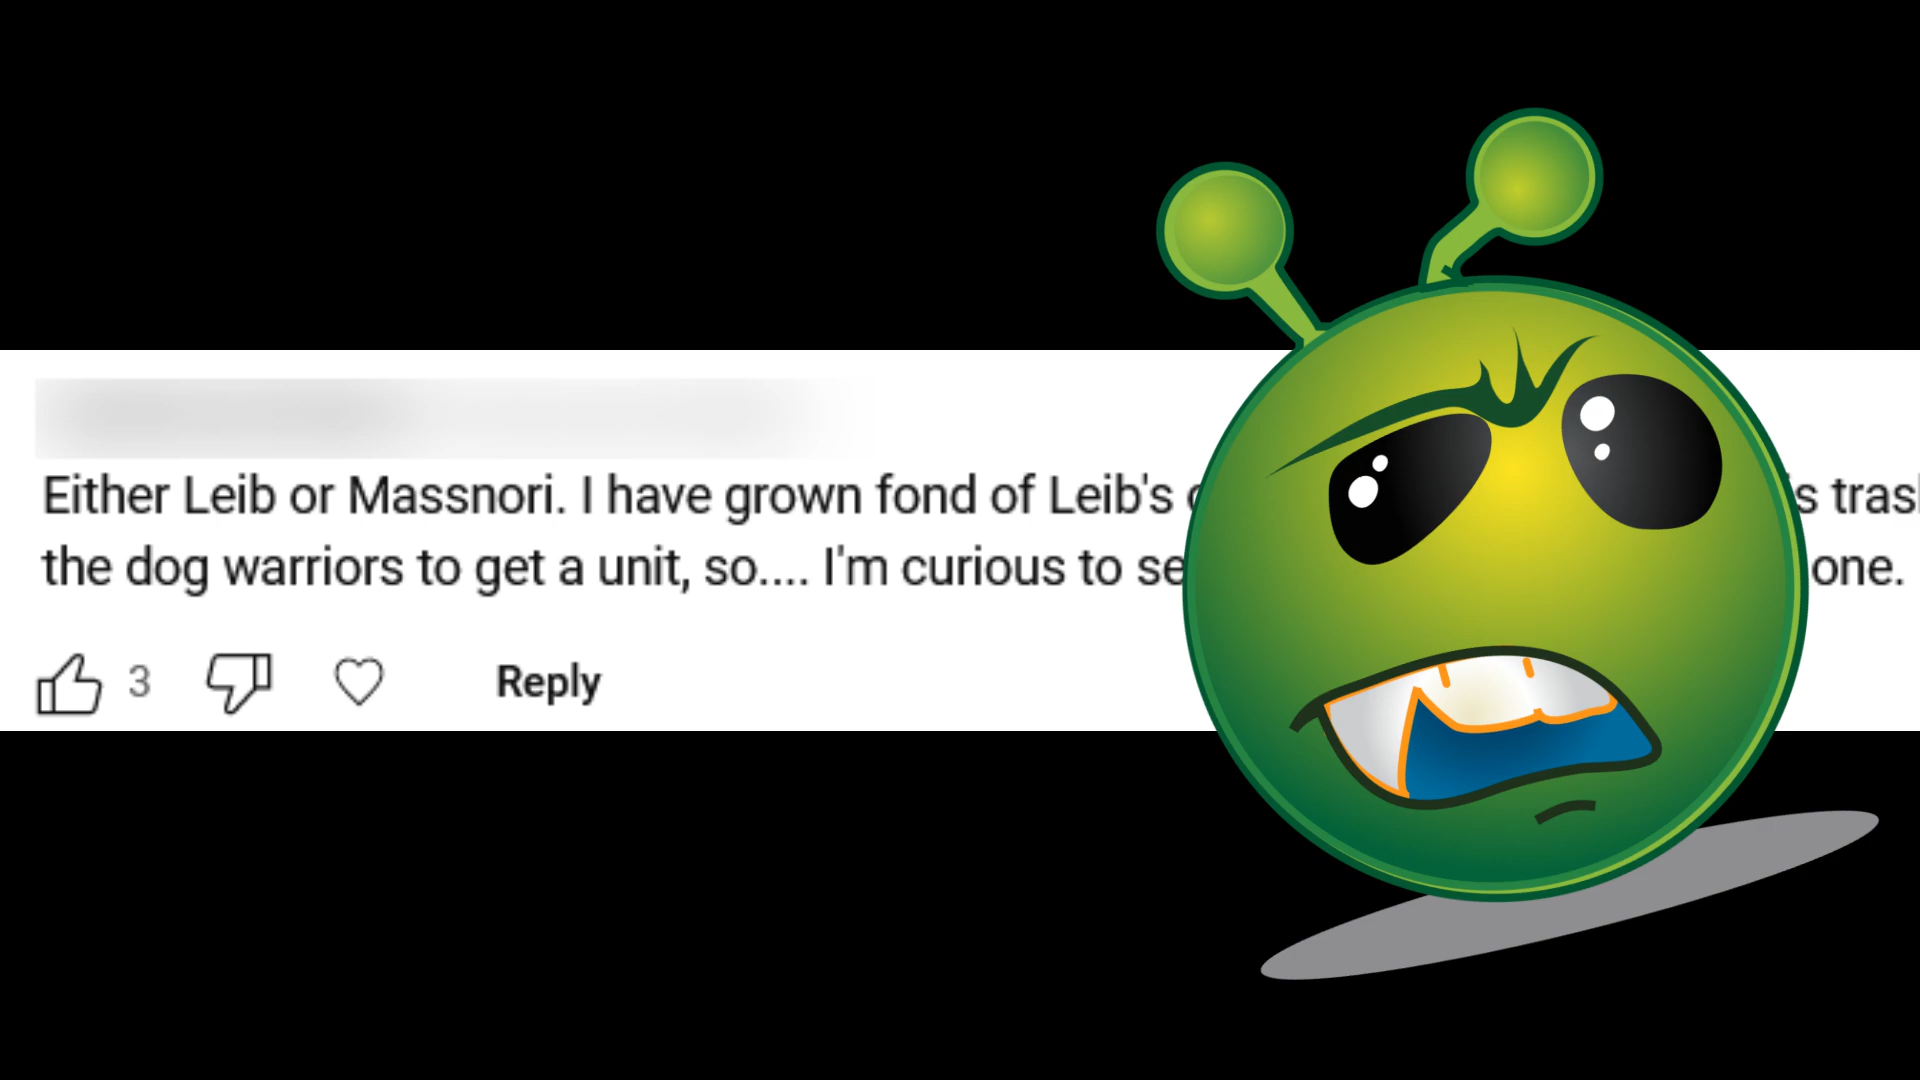 Either Leib or Massnori. I have grown fond of Leib's
the dog warriors to get a unit, so.... I'm curious to one.
3 Reply